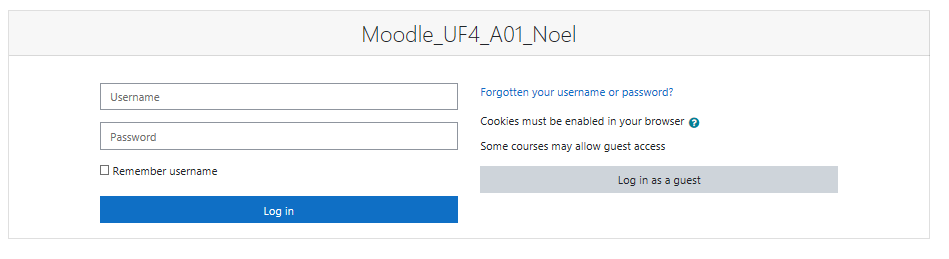 Moodle_UF4_A01_Noel
Username
Password
Remember username
Log in
Forgotten your username or password?
Cookies must be enabled in your browser ?
Some courses may allow guest access
Log in as a guest